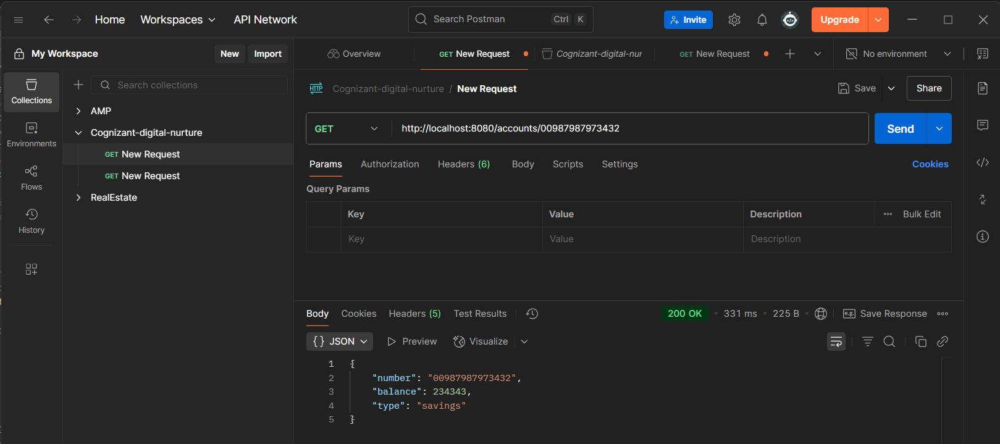 Home Workspaces API Network Search Postman Ctrl K Invite Upgrade
My Workspace New Import Overview GET New Request Cognizant-digital-nur GET New Request No environment
Collections
Environments
Flows
History
Search collections
AMP
Cognizant-digital-nurture
GET New Request
GET New Request
RealEstate
HTTP Cognizant-digital-nurture / New Request Save Share
GET http://localhost:8080/accounts/00987987973432 Send
Params Authorization Headers (6) Body Scripts Settings Cookies
Query Params
Key Value Description Bulk Edit
Key Value Description
Body Cookies Headers (5) Test Results 200 OK • 331 ms • 225 B • e.g. Save Response
{} JSON Preview Visualize
1 {
2 "number": "00987987973432",
3 "balance": 234343,
4 "type": "savings"
5 }